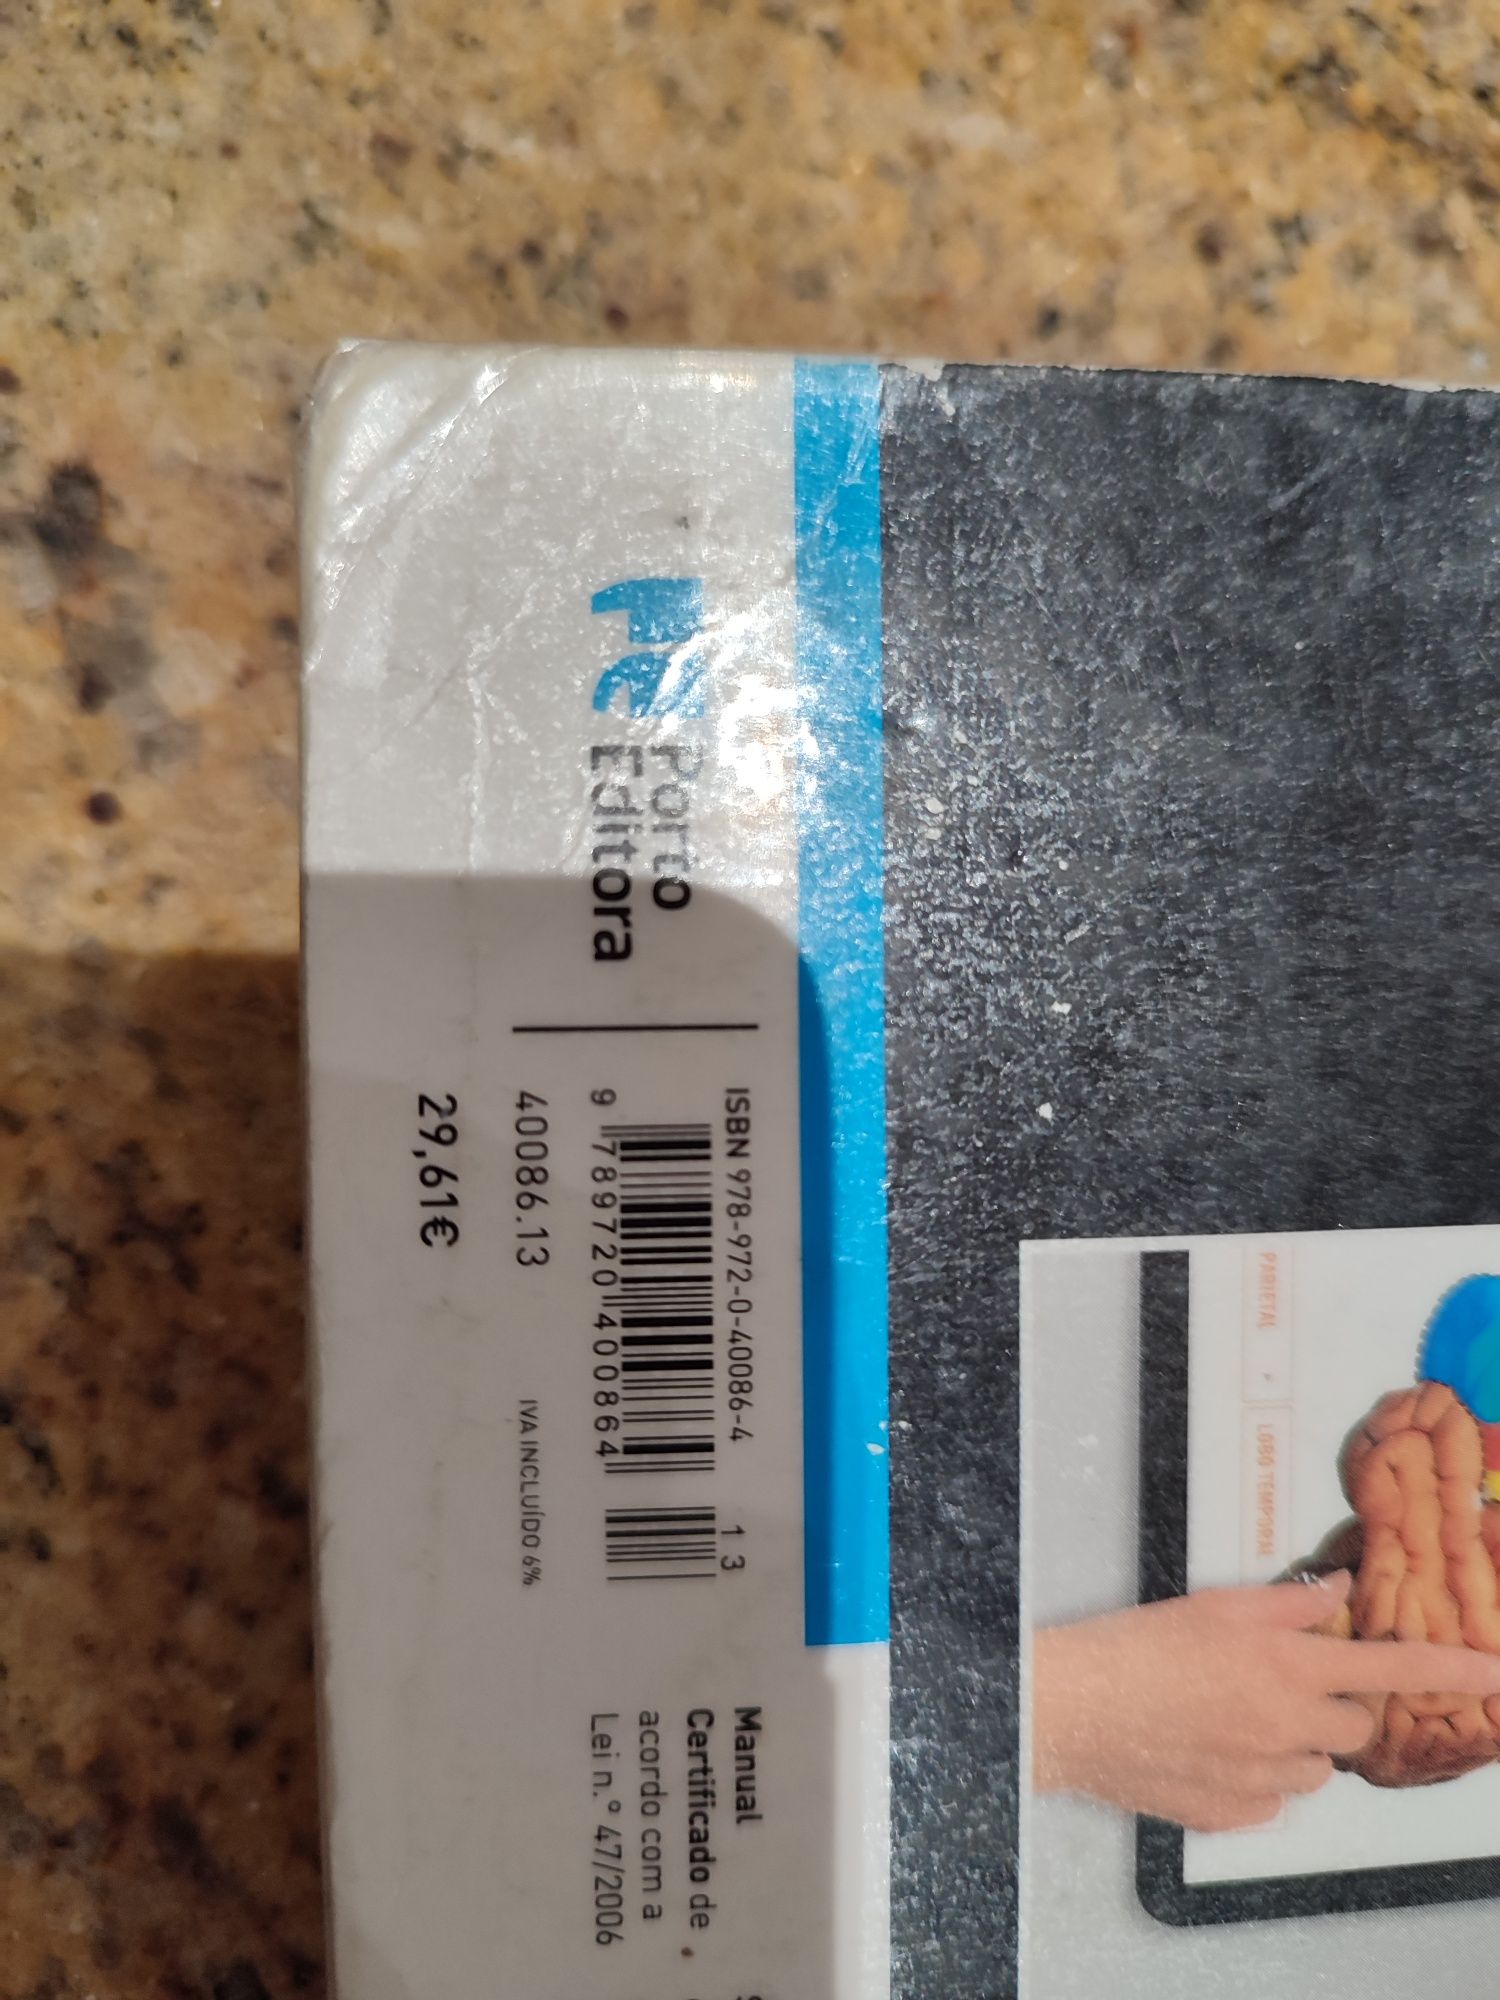 Porto
Editora
ISBN 978-972-0-40086-4
1 3
9 789720 400864
40086.13
IVA INCLUÍDO 6%
29,61€
Manual
Certificado de
acordo com a
Lei n.º 47/2006
PARIETAL
LOBO TEMPORAL